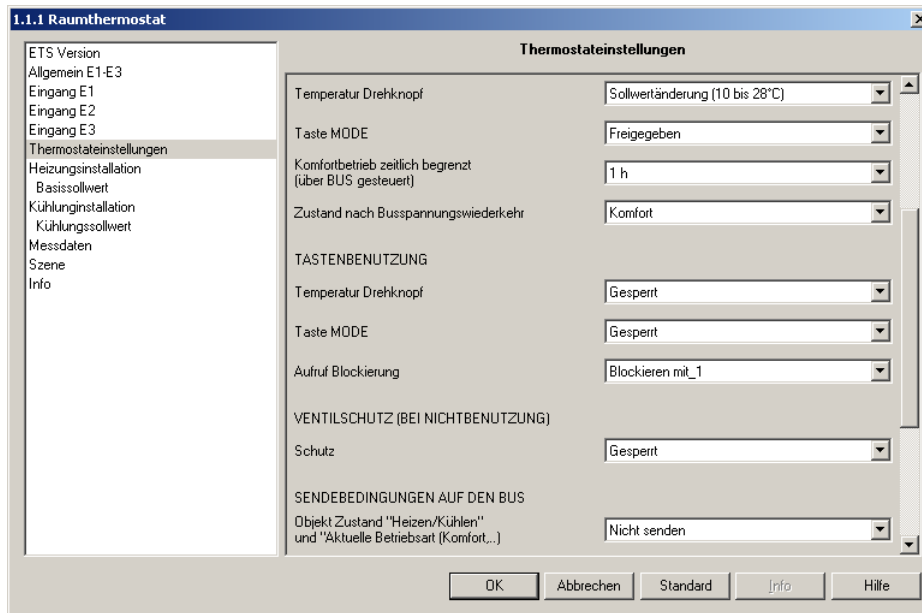 1.1.1 Raumthermostat
ETS Version
Allgemein E1-E3
Eingang E1
Eingang E2
Eingang E3
Thermostateinstellungen
Heizungsinstallation
Basissollwert
Kühlunginstallation
Kühlungssollwert
Messdaten
Szene
Info
Thermostateinstellungen
Temperatur Drehknopf
Sollwertänderung (10 bis 28°C)
Taste MODE
Freigegeben
Komfortbetrieb zeitlich begrenzt
(über BUS gesteuert)
1 h
Zustand nach Busspannungswiederkehr
Komfort
TASTENBENUTZUNG
Temperatur Drehknopf
Gesperrt
Taste MODE
Gesperrt
Aufruf Blockierung
Blockieren mit_1
VENTILSCHUTZ (BEI NICHTBENUTZUNG)
Schutz
Gesperrt
SENDEBEDINGUNGEN AUF DEN BUS
Objekt Zustand "Heizen/Kühlen"
und "Aktuelle Betriebsart (Komfort,..)
Nicht senden
OK
Abbrechen
Standard
Info
Hilfe